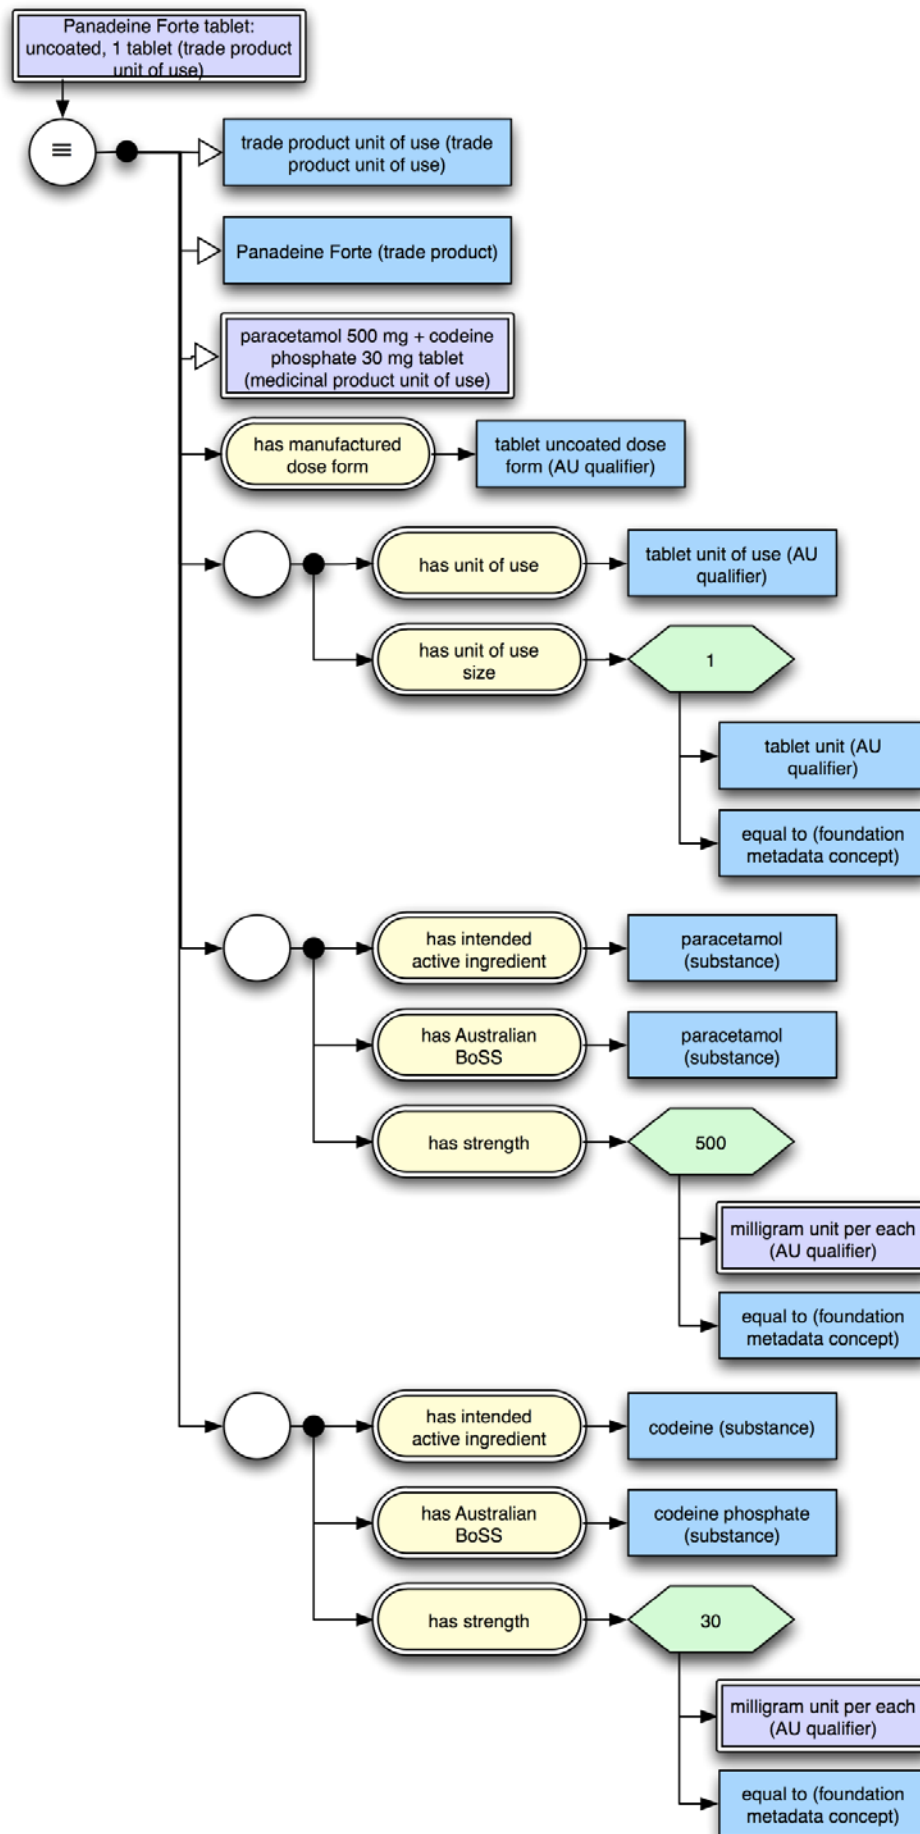 Panadeine Forte tablet:
uncoated, 1 tablet (trade product
unit of use)
≡
trade product unit of use (trade
product unit of use)
Panadeine Forte (trade product)
paracetamol 500 mg + codeine
phosphate 30 mg tablet
(medicinal product unit of use)
has manufactured
dose form
tablet uncoated dose
form (AU qualifier)
has unit of use
tablet unit of use (AU
qualifier)
has unit of use
size
1
tablet unit (AU
qualifier)
equal to (foundation
metadata concept)
has intended
active ingredient
paracetamol
(substance)
has Australian
BoSS
paracetamol
(substance)
has strength
500
milligram unit per each
(AU qualifier)
equal to (foundation
metadata concept)
has intended
active ingredient
codeine (substance)
has Australian
BoSS
codeine phosphate
(substance)
has strength
30
milligram unit per each
(AU qualifier)
equal to (foundation
metadata concept)